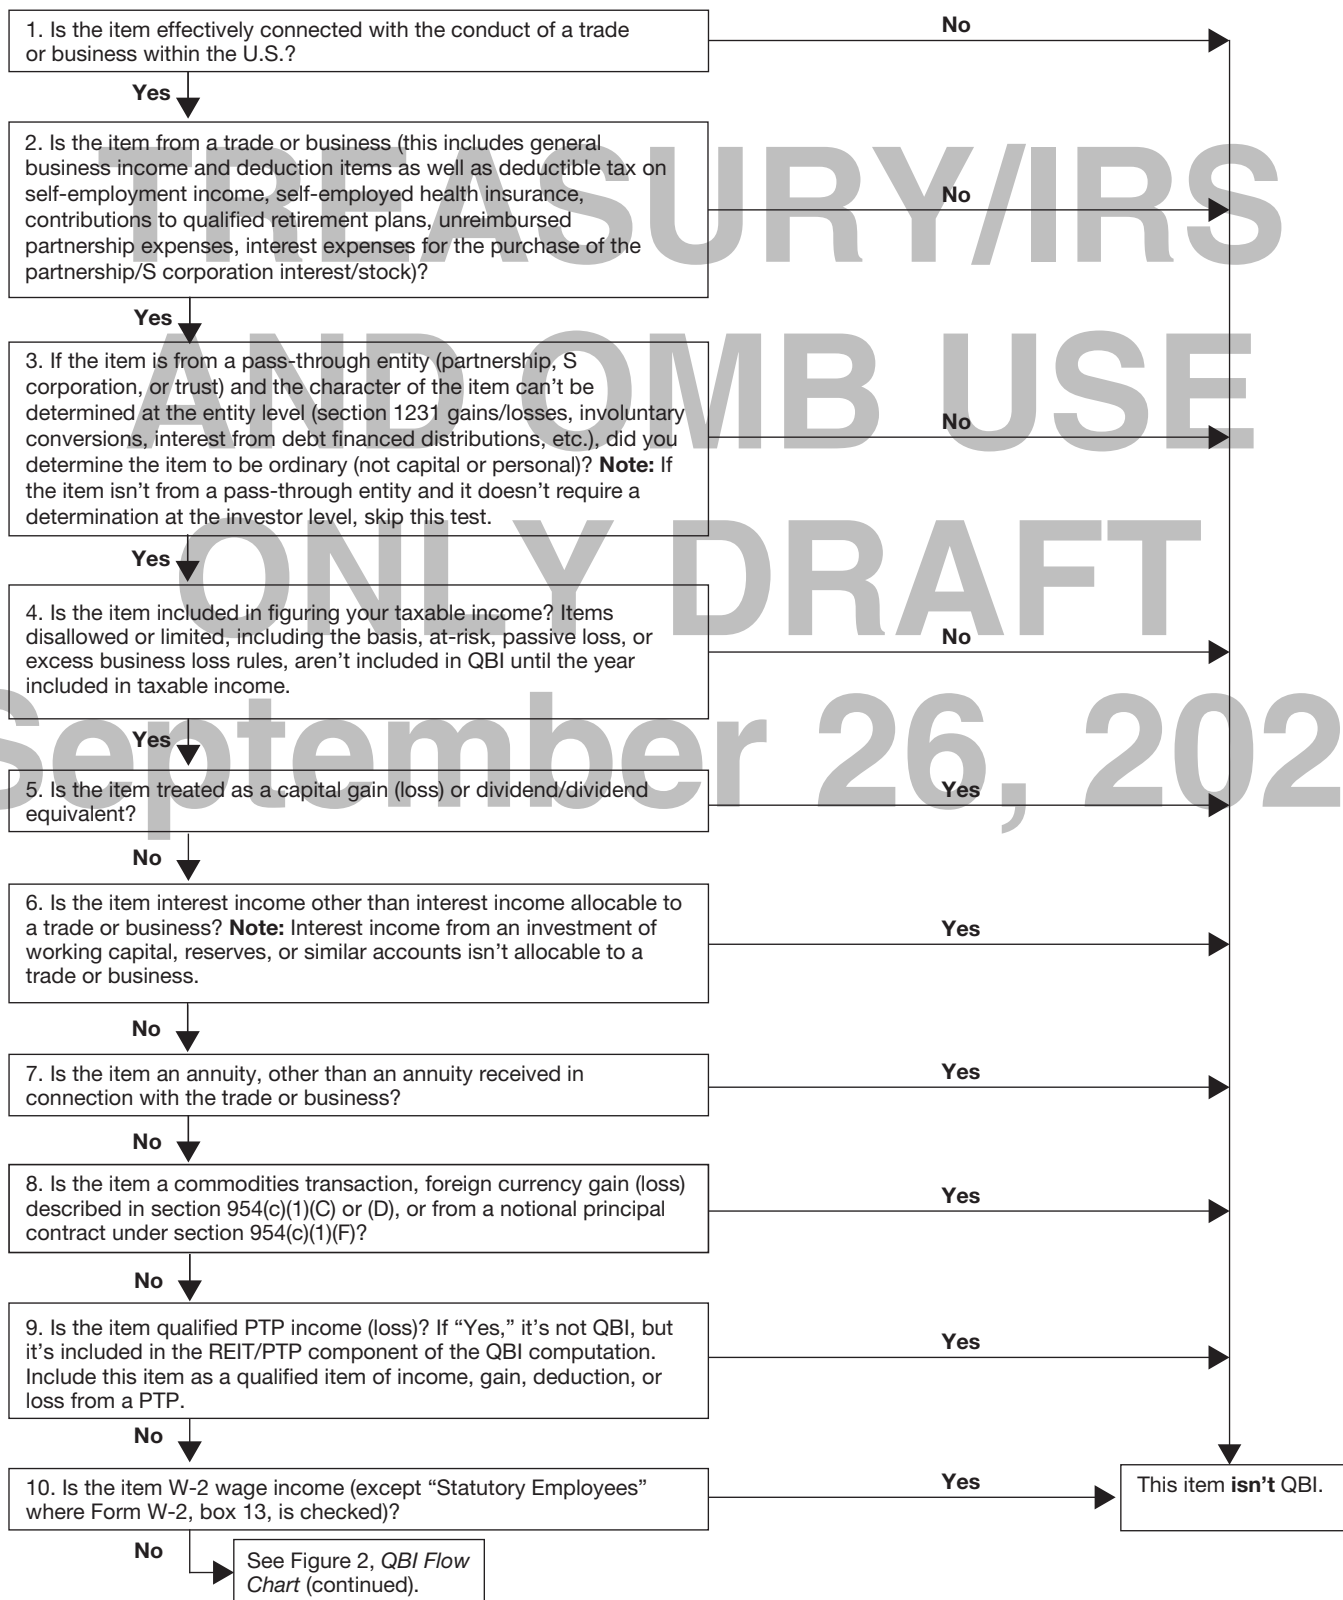 1. Is the item effectively connected with the conduct of a trade
or business within the U.S.?
No
Yes
2. Is the item from a trade or business (this includes general
business income and deduction items as well as deductible tax on
self-employment income, self-employed health insurance,
contributions to qualified retirement plans, unreimbursed
partnership expenses, interest expenses for the purchase of the
partnership/S corporation interest/stock)?
No
Yes
3. If the item is from a pass-through entity (partnership, S
corporation, or trust) and the character of the item can't be
determined at the entity level (section 1231 gains/losses, involuntary
conversions, interest from debt financed distributions, etc.), did you
determine the item to be ordinary (not capital or personal)? Note: If
the item isn't from a pass-through entity and it doesn't require a
determination at the investor level, skip this test.
No
Yes
4. Is the item included in figuring your taxable income? Items
disallowed or limited, including the basis, at-risk, passive loss, or
excess business loss rules, aren't included in QBI until the year
included in taxable income.
No
Yes
5. Is the item treated as a capital gain (loss) or dividend/dividend
equivalent?
Yes
No
6. Is the item interest income other than interest income allocable to
a trade or business? Note: Interest income from an investment of
working capital, reserves, or similar accounts isn't allocable to a
trade or business.
Yes
No
7. Is the item an annuity, other than an annuity received in
connection with the trade or business?
Yes
No
8. Is the item a commodities transaction, foreign currency gain (loss)
described in section 954(c)(1)(C) or (D), or from a notional principal
contract under section 954(c)(1)(F)?
Yes
No
9. Is the item qualified PTP income (loss)? If “Yes,” it's not QBI, but
it's included in the REIT/PTP component of the QBI computation.
Include this item as a qualified item of income, gain, deduction, or
loss from a PTP.
Yes
No
10. Is the item W-2 wage income (except “Statutory Employees”
where Form W-2, box 13, is checked)?
Yes
This item isn't QBI.
No
See Figure 2, QBI Flow
Chart (continued).
TREASURY/IRS
AND OMB USE
ONLY DRAFT
September 26, 202